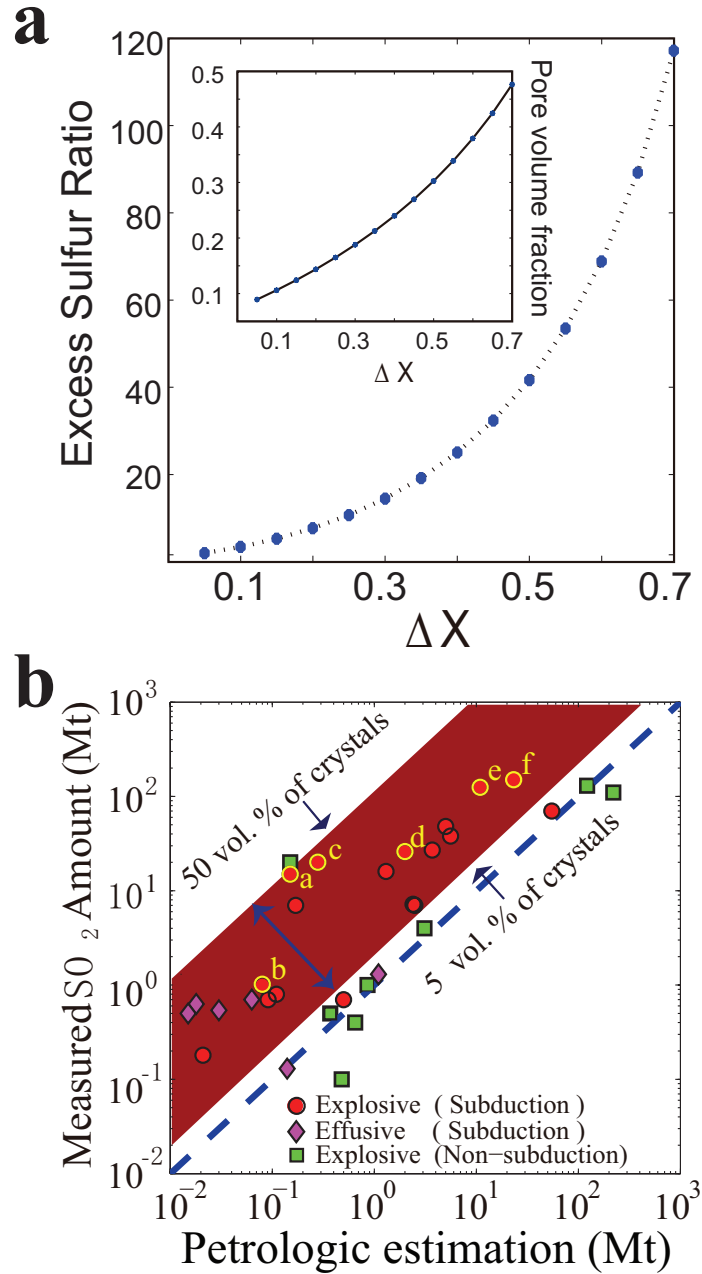 a
120
100
80
60
40
20
Excess Sulfur Ratio
0.5
0.4
0.3
0.2
0.1
Pore volume fraction
0.1 0.3 0.5 0.7
Δ X
0.1 0.3 0.5 0.7
Δ X
b
10^3
10^2
10^1
10^0
10^-1
10^-2
Measured SO 2 Amount (Mt)
50 vol. % of crystals
5 vol. % of crystals
e f
c
a
d
b
Explosive ( Subduction )
Effusive ( Subduction )
Explosive (Non-subduction)
10^-2 10^-1 10^0 10^1 10^2 10^3
Petrologic estimation (Mt)